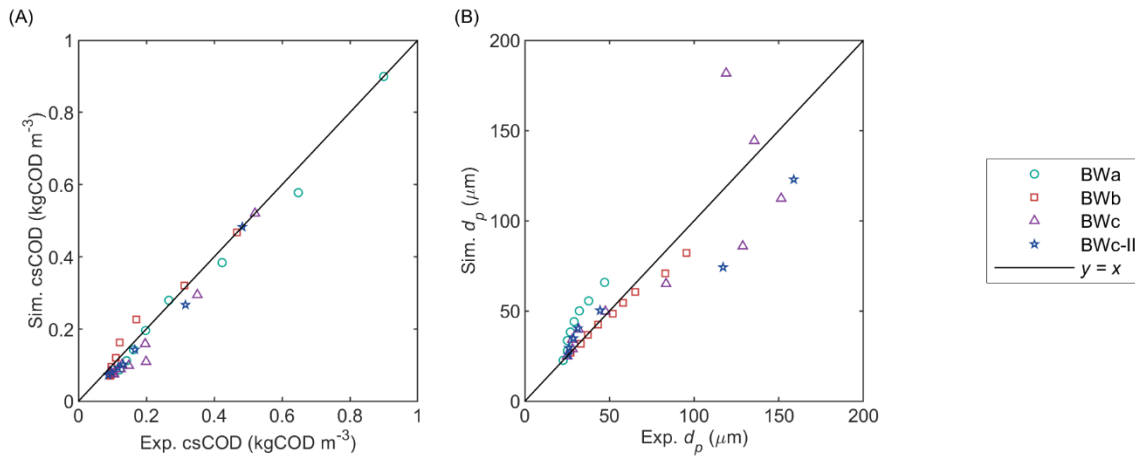 (A)
(B)
1
0.8
0.6
0.4
0.2
0
Sim. csCOD (kgCOD m⁻³)
0
0.2
0.4
0.6
0.8
1
Exp. csCOD (kgCOD m⁻³)
200
150
100
50
0
Sim. dₚ (μm)
0
50
100
150
200
Exp. dₚ (μm)
BWa
BWb
BWc
BWc-II
y = x